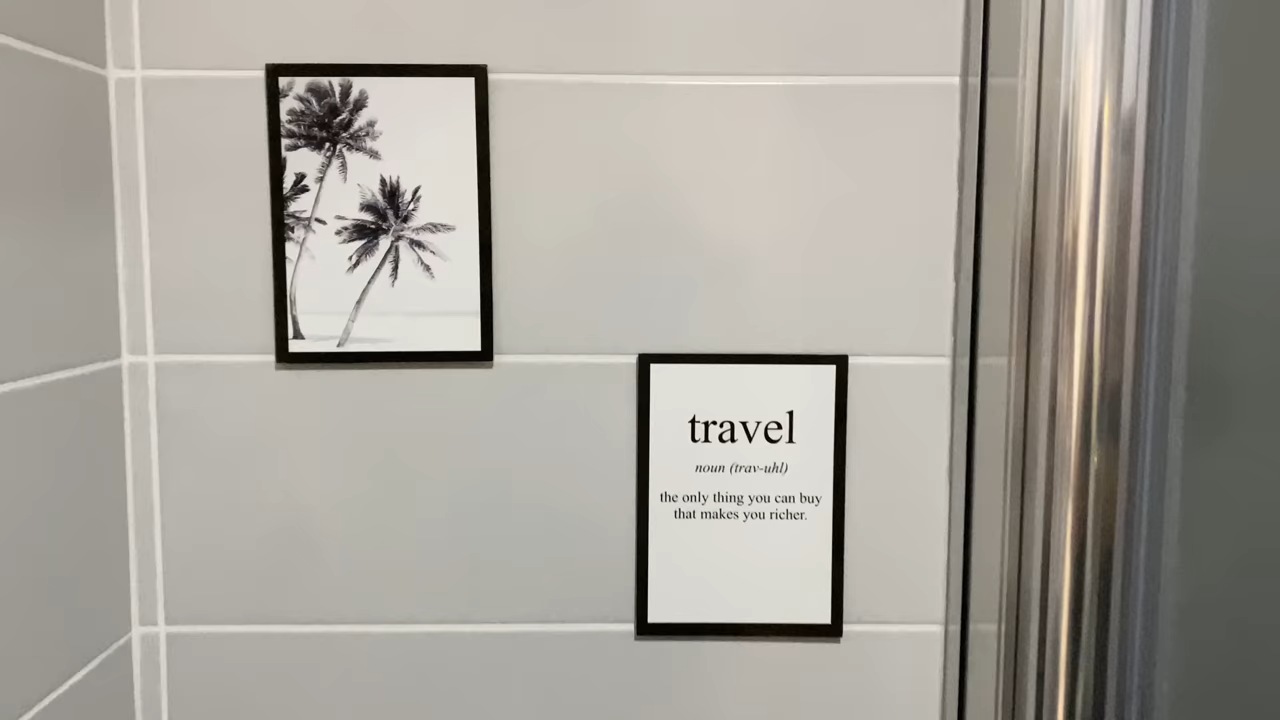 travel
noun (trav-uhl)
the only thing you can buy
that makes you richer.